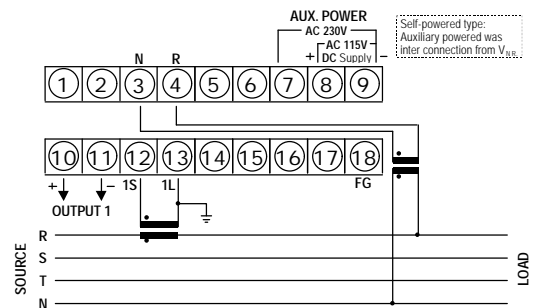 AUX. POWER
AC 230V
AC 115V
+ DC Supply –
Self-powered type:
Auxiliary powered was
inter connection from VN.R.
N R
1 2 3 4 5 6 7 8 9
10 11 12 13 14 15 16 17 18
+ – 1S 1L FG
OUTPUT 1
SOURCE
R
S
T
N
LOAD